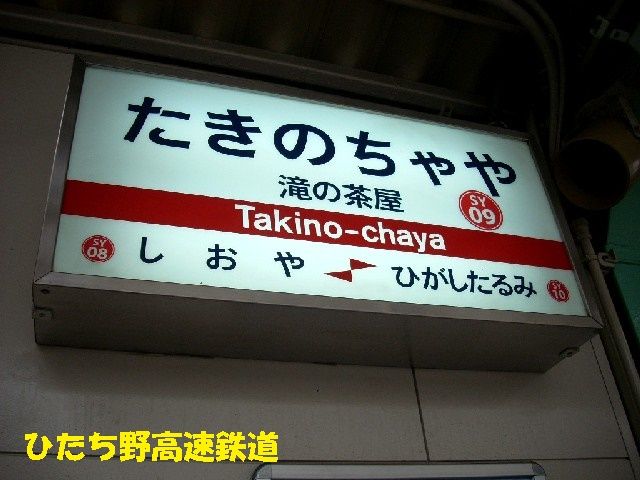 たきのちゃや
滝の茶屋
SY 09
Takino-chaya
SY 08 しおや ひがしたるみ SY 10
ひたち野高速鉄道